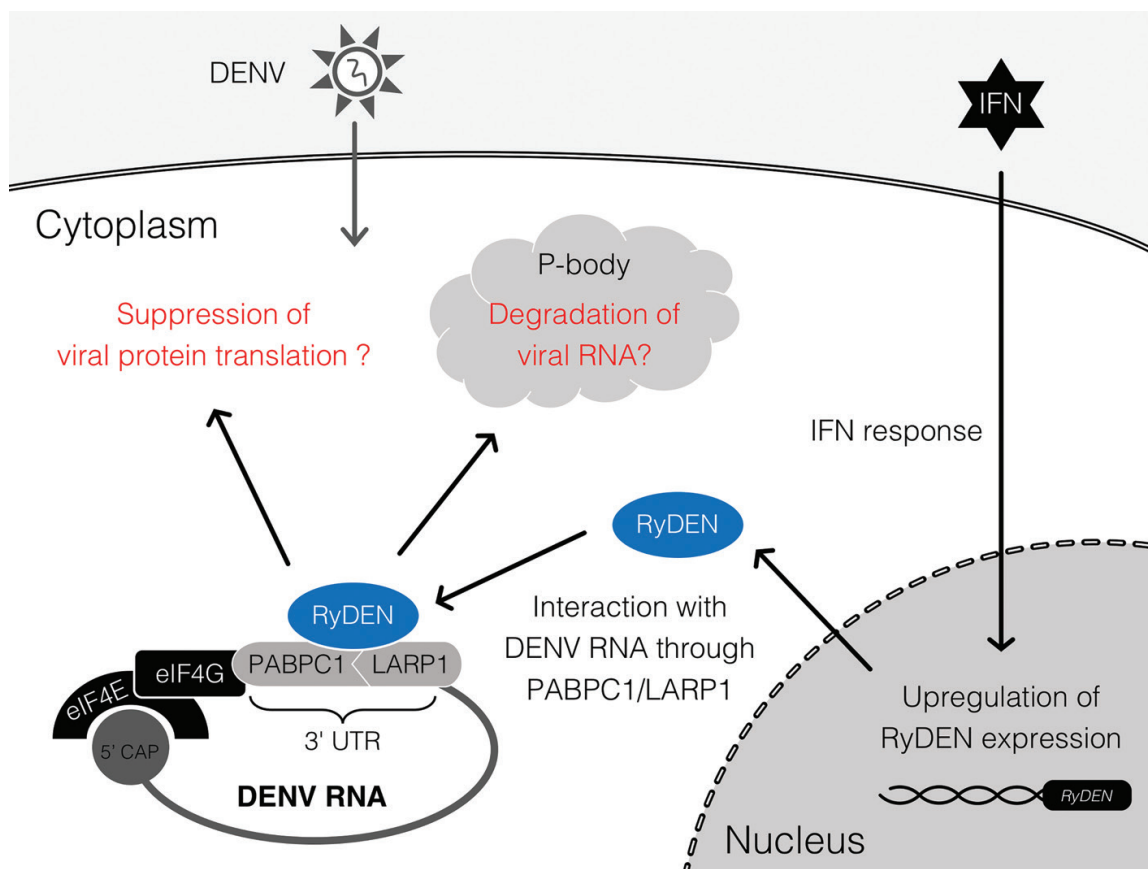 DENV
IFN
Cytoplasm
P-body
Suppression of
viral protein translation ?
Degradation of
viral RNA?
IFN response
RyDEN
Interaction with
DENV RNA through
PABPC1/LARP1
RyDEN
PABPC1
LARP1
eIF4G
eIF4E
5' CAP
3' UTR
DENV RNA
Upregulation of
RyDEN expression
RyDEN
Nucleus